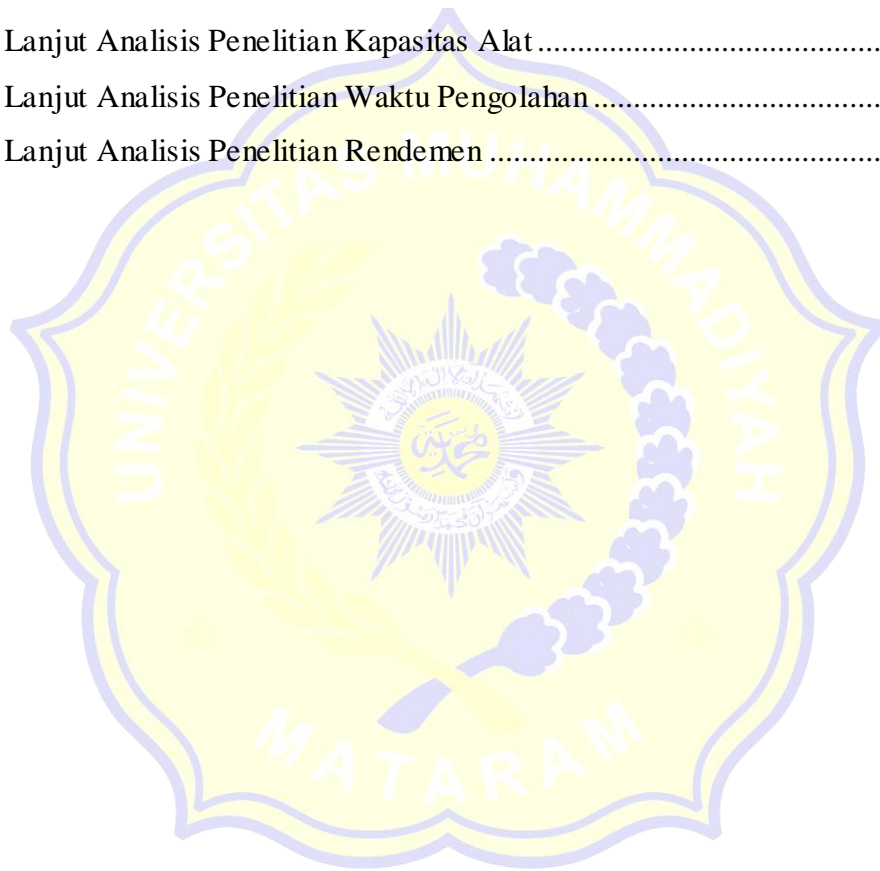 Lanjut Analisis Penelitian Kapasitas Alat ..........................................
Lanjut Analisis Penelitian Waktu Pengolahan ...................................
Lanjut Analisis Penelitian Rendemen ................................................
UNIVERSITAS MUHAMMADIYAH
MATARAM